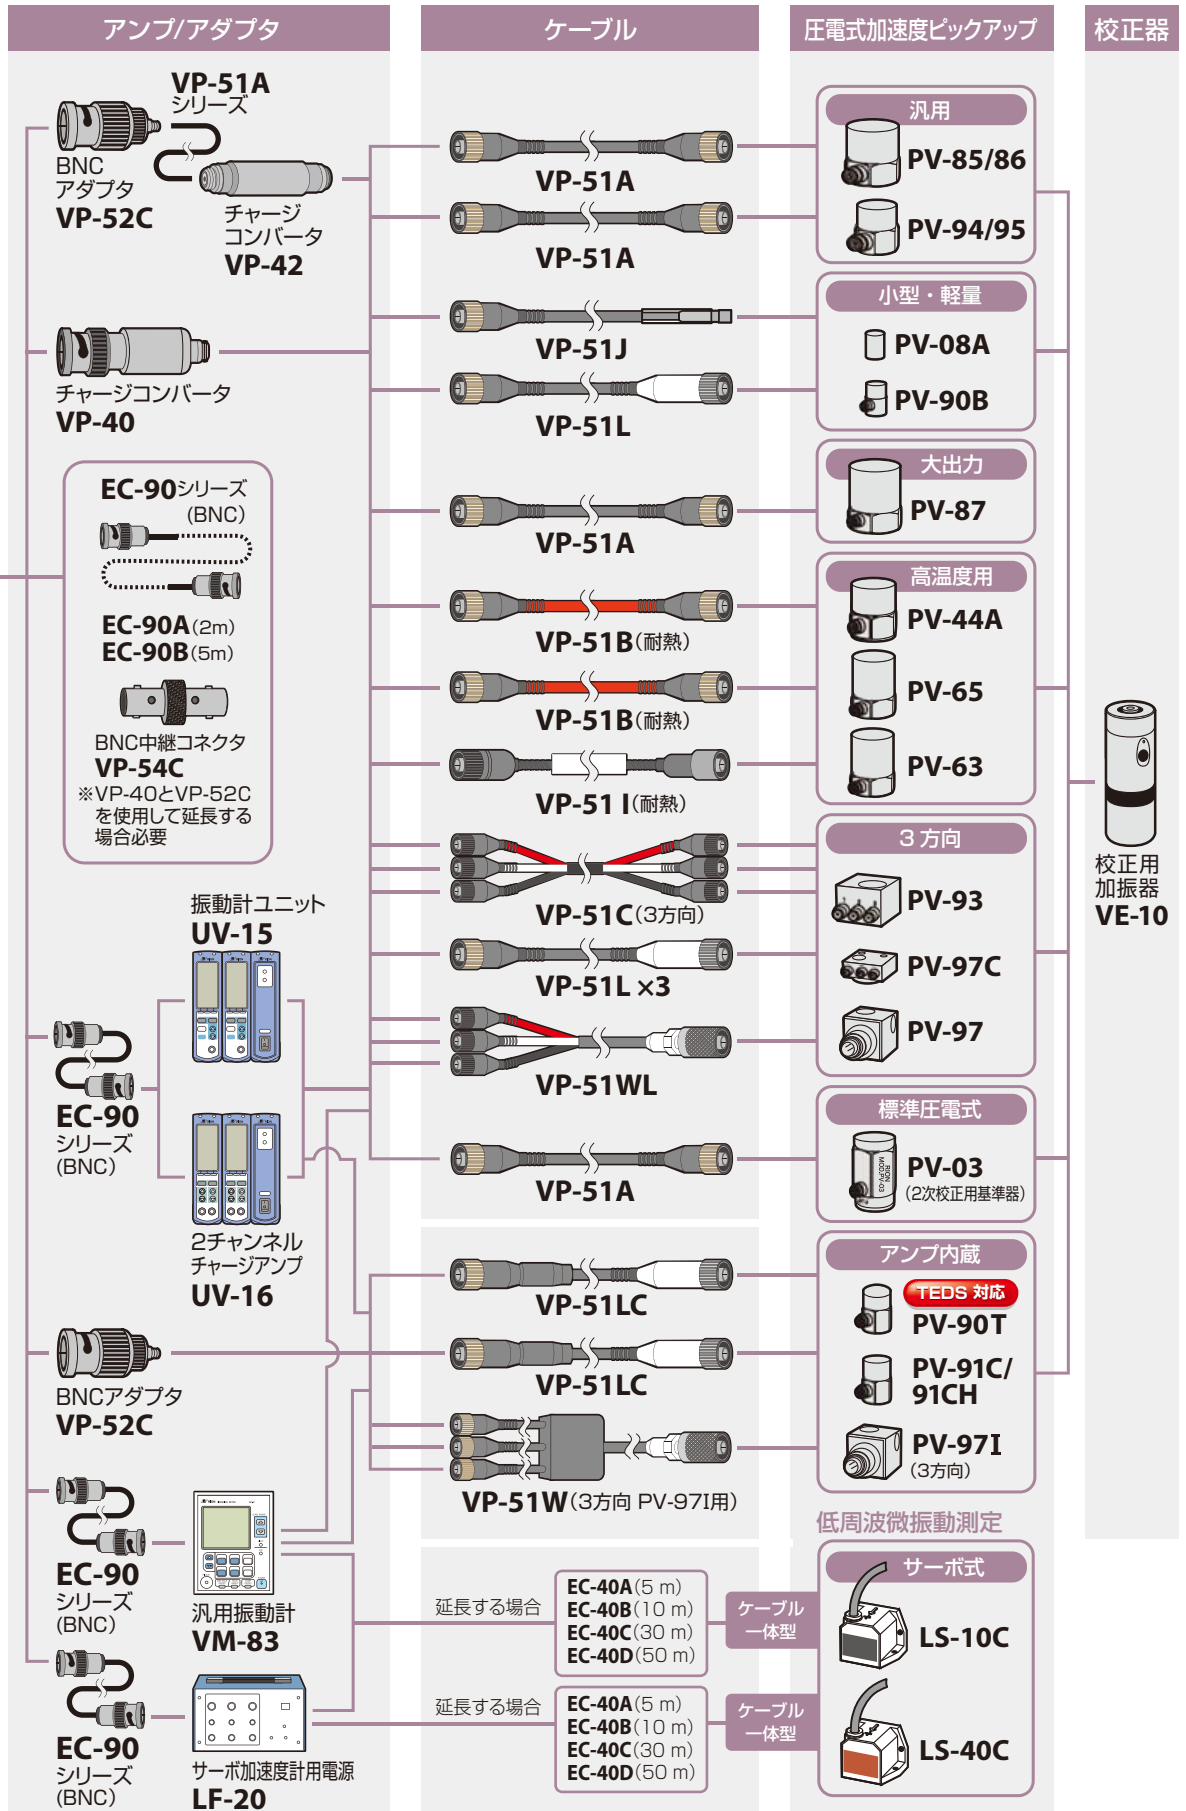 アンプ/アダプタ
ケーブル
圧電式加速度ピックアップ
校正器
VP-51A
シリーズ
BNC
アダプタ
VP-52C
チャージ
コンバータ
VP-42
チャージコンバータ
VP-40
EC-90シリーズ
(BNC)
EC-90A(2m)
EC-90B(5m)
BNC中継コネクタ
VP-54C
※VP-40とVP-52C
を使用して延長する
場合必要
振動計ユニット
UV-15
EC-90
シリーズ
(BNC)
2チャンネル
チャージアンプ
UV-16
BNCアダプタ
VP-52C
EC-90
シリーズ
(BNC)
汎用振動計
VM-83
EC-90
シリーズ
(BNC)
サーボ加速度計用電源
LF-20
VP-51A
VP-51A
VP-51J
VP-51L
VP-51A
VP-51B(耐熱)
VP-51B(耐熱)
VP-51I(耐熱)
VP-51C(3方向)
VP-51L×3
VP-51WL
VP-51A
VP-51LC
VP-51LC
VP-51W(3方向 PV-97I用)
延長する場合
EC-40A(5 m)
EC-40B(10 m)
EC-40C(30 m)
EC-40D(50 m)
ケーブル
一体型
延長する場合
EC-40A(5 m)
EC-40B(10 m)
EC-40C(30 m)
EC-40D(50 m)
ケーブル
一体型
汎用
PV-85/86
PV-94/95
小型・軽量
PV-08A
PV-90B
大出力
PV-87
高温度用
PV-44A
PV-65
PV-63
3方向
PV-93
PV-97C
PV-97
標準圧電式
RION
MODEL PV-03
PV-03
(2次校正用基準器)
アンプ内蔵
TEDS 対応
PV-90T
PV-91C/
91CH
PV-97I
(3方向)
低周波微振動測定
サーボ式
LS-10C
LS-40C
校正用
加振器
VE-10